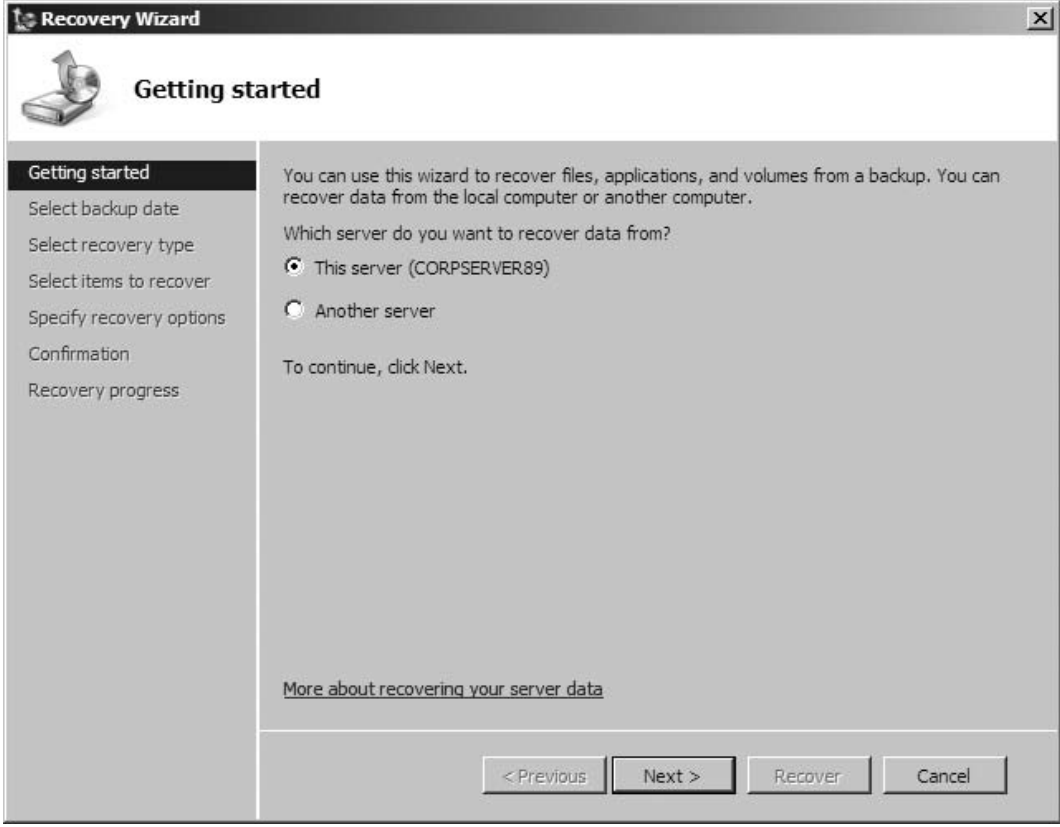 Recovery Wizard
Getting started
Getting started
Select backup date
Select recovery type
Select items to recover
Specify recovery options
Confirmation
Recovery progress
You can use this wizard to recover files, applications, and volumes from a backup. You can
recover data from the local computer or another computer.
Which server do you want to recover data from?
This server (CORPSERVER89)
Another server
To continue, click Next.
More about recovering your server data
< Previous
Next >
Recover
Cancel